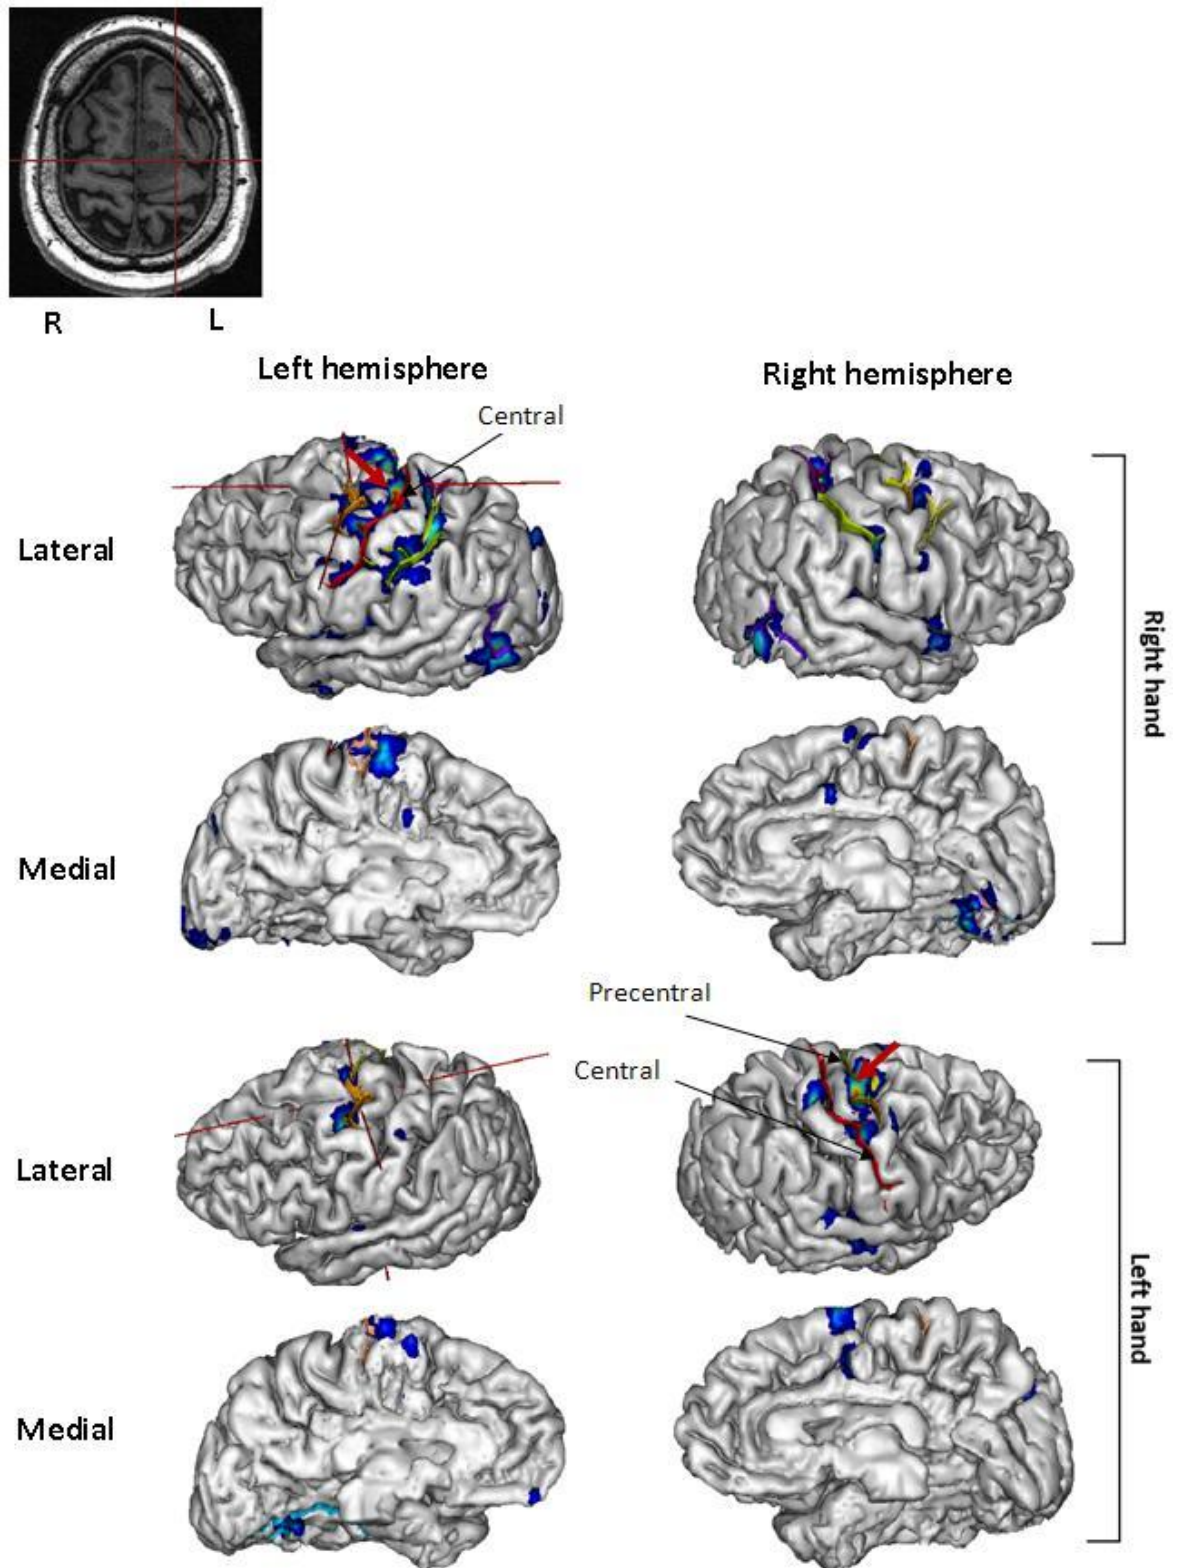 R L
Left hemisphere Right hemisphere
Central
Lateral
Right hand
Medial
Precentral
Central
Lateral
Left hand
Medial